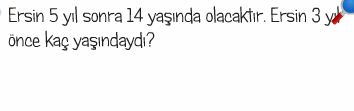 Ersin 5 yıl sonra 14 yaşında olacaktır. Ersin 3 yıl
önce kaç yaşındaydı?